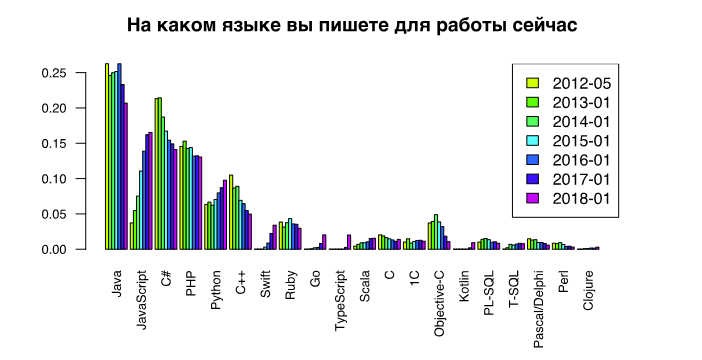 На каком языке вы пишете для работы сейчас
0.25
0.20
0.15
0.10
0.05
0.00
2012-05
2013-01
2014-01
2015-01
2016-01
2017-01
2018-01
Java
JavaScript
C#
PHP
Python
C++
Swift
Ruby
Go
TypeScript
Scala
C
1C
Objective-C
Kotlin
PL-SQL
T-SQL
Pascal/Delphi
Perl
Clojure